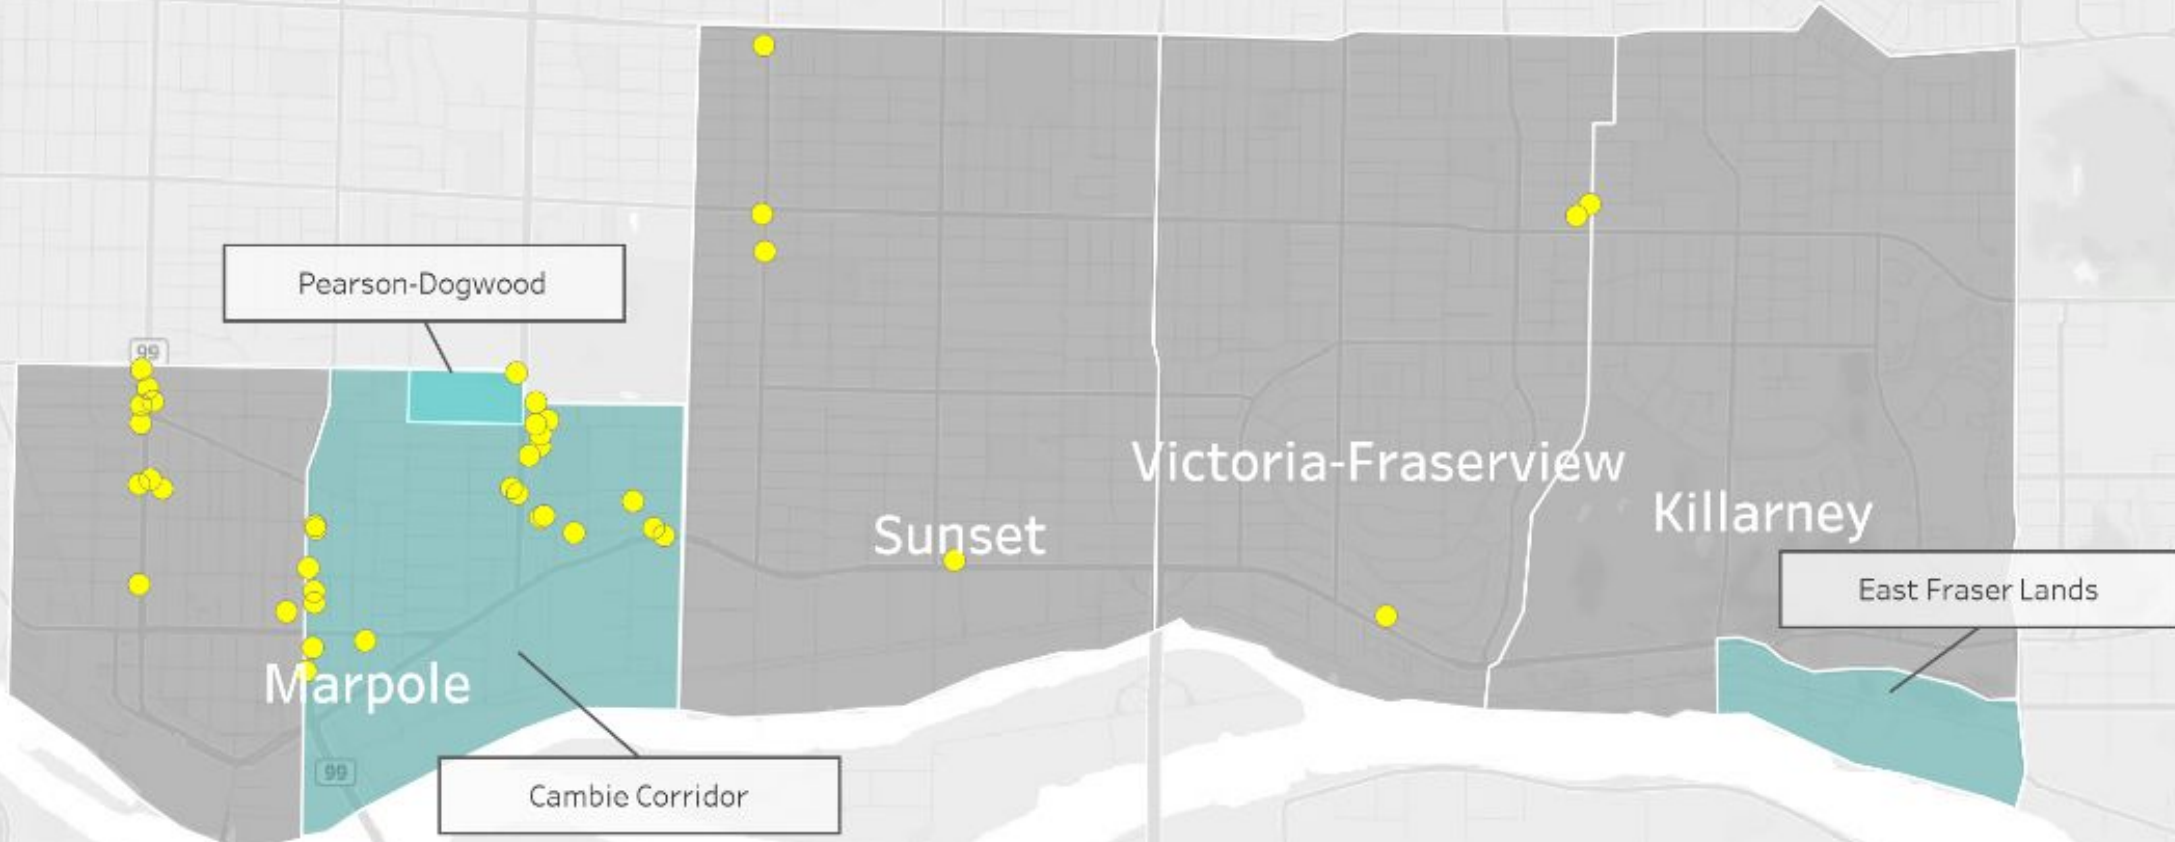 Pearson-Dogwood
99
Victoria-Fraserview
Killarney
Sunset
East Fraser Lands
Marpole
99
Cambie Corridor